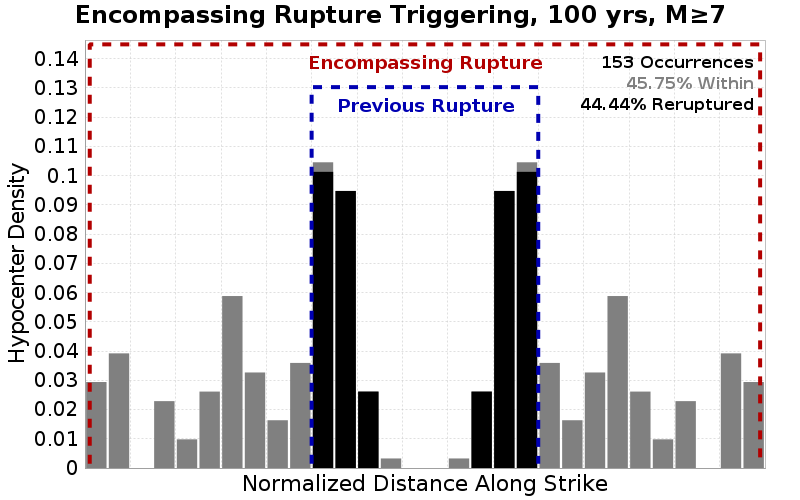 Encompassing Rupture Triggering, 100 yrs, M≥7
Encompassing Rupture
Previous Rupture
153 Occurrences
45.75% Within
44.44% Reruptured
Hypocenter Density
0.14
0.13
0.12
0.11
0.1
0.09
0.08
0.07
0.06
0.05
0.04
0.03
0.02
0.01
0
Normalized Distance Along Strike